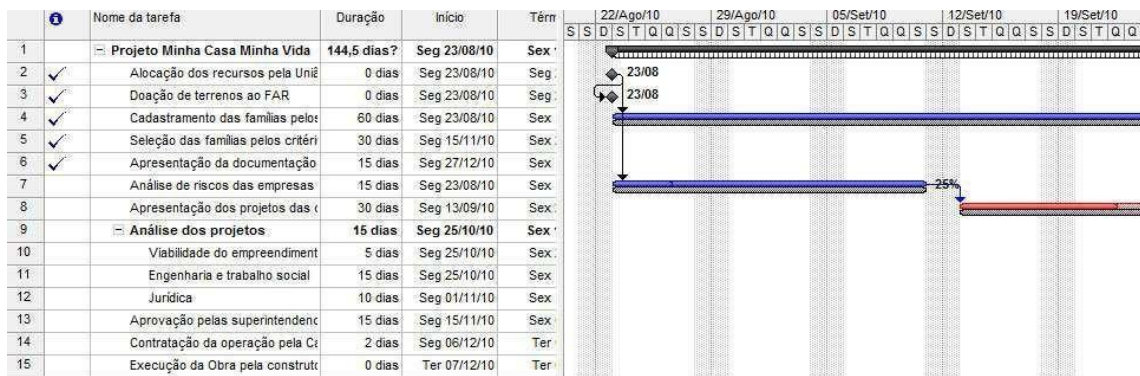 Nome da tarefa Duração Início Térm 22/Ago/10 29/Ago/10 05/Set/10 12/Set/10 19/Set/10
S S D S T Q Q S S D S T Q Q S S D S T Q Q S S D S T Q Q S S D S T Q Q
1 Projeto Minha Casa Minha Vida 144,5 dias? Seg 23/08/10 Sex
2 Alocação dos recursos pela Uniã 0 dias Seg 23/08/10 Seg 23/08
3 Doação de terrenos ao FAR 0 dias Seg 23/08/10 Seg 23/08
4 Cadastramento das famílias pelos 60 dias Seg 23/08/10 Sex
5 Seleção das famílias pelos critéri 30 dias Seg 15/11/10 Sex
6 Apresentação da documentação 15 dias Seg 27/12/10 Sex
7 Análise de riscos das empresas 15 dias Seg 23/08/10 Sex 25%
8 Apresentação dos projetos das 30 dias Seg 13/09/10 Sex
9 Análise dos projetos 15 dias Seg 25/10/10 Sex
10 Viabilidade do empreendiment 5 dias Seg 25/10/10 Sex
11 Engenharia e trabalho social 15 dias Seg 25/10/10 Sex
12 Jurídica 10 dias Seg 01/11/10 Sex
13 Aprovação pelas superintendenc 15 dias Seg 15/11/10 Sex
14 Contratação da operação pela Ca 2 dias Seg 06/12/10 Ter
15 Execução da Obra pela construt 0 dias Ter 07/12/10 Ter